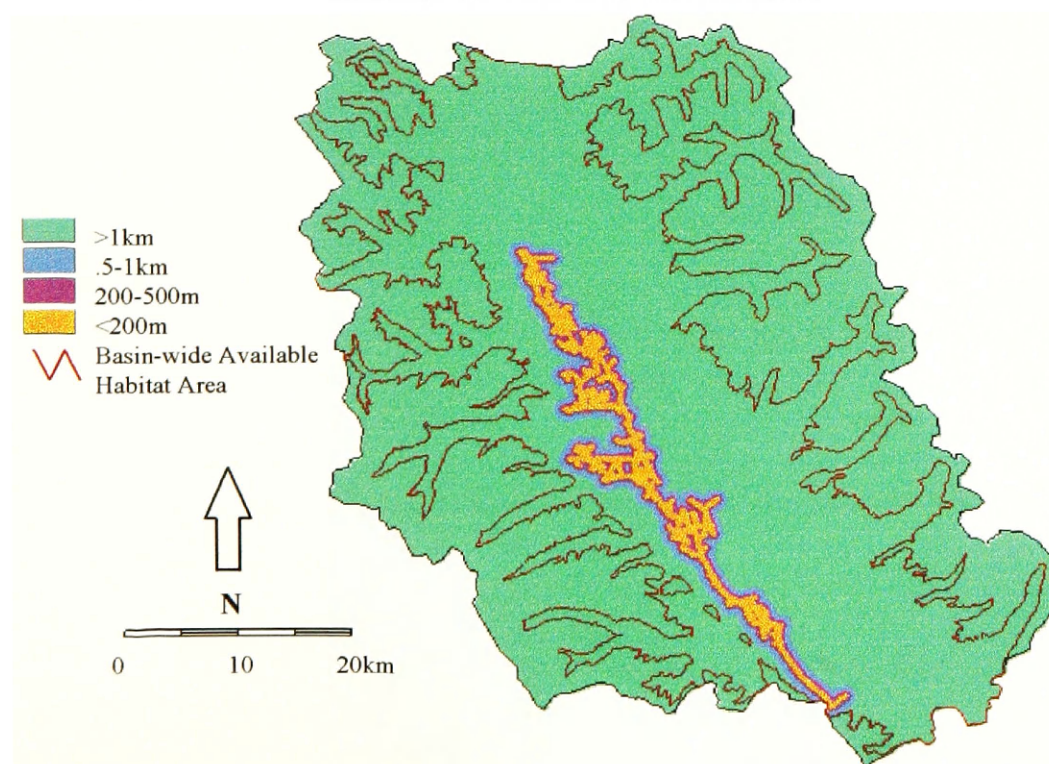 >1km
.5-1km
200-500m
<200m
Basin-wide Available
Habitat Area
N
0 10 20km